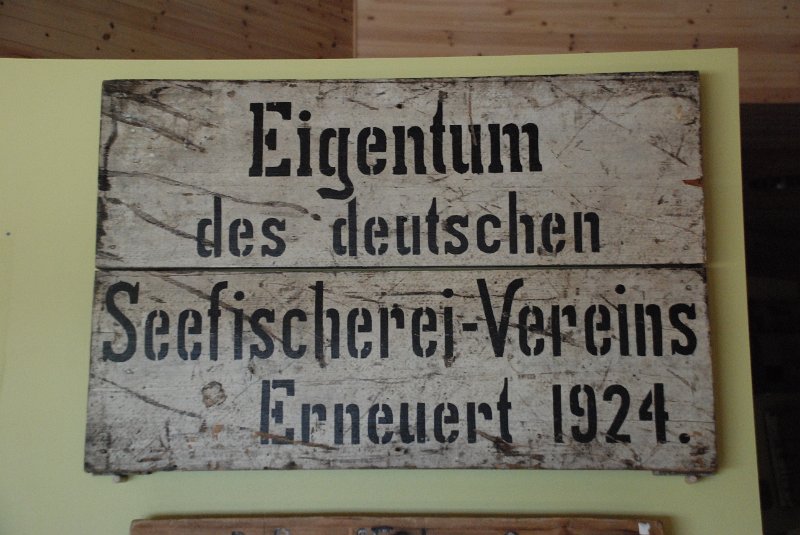 Eigentum
des deutschen
Seefischerei-Vereins
Erneuert 1924.